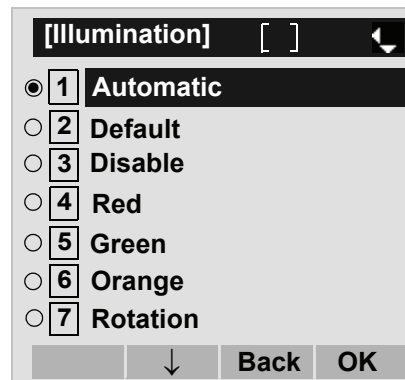 [Illumination] [ ]
1 Automatic
2 Default
3 Disable
4 Red
5 Green
6 Orange
7 Rotation
↓ Back OK